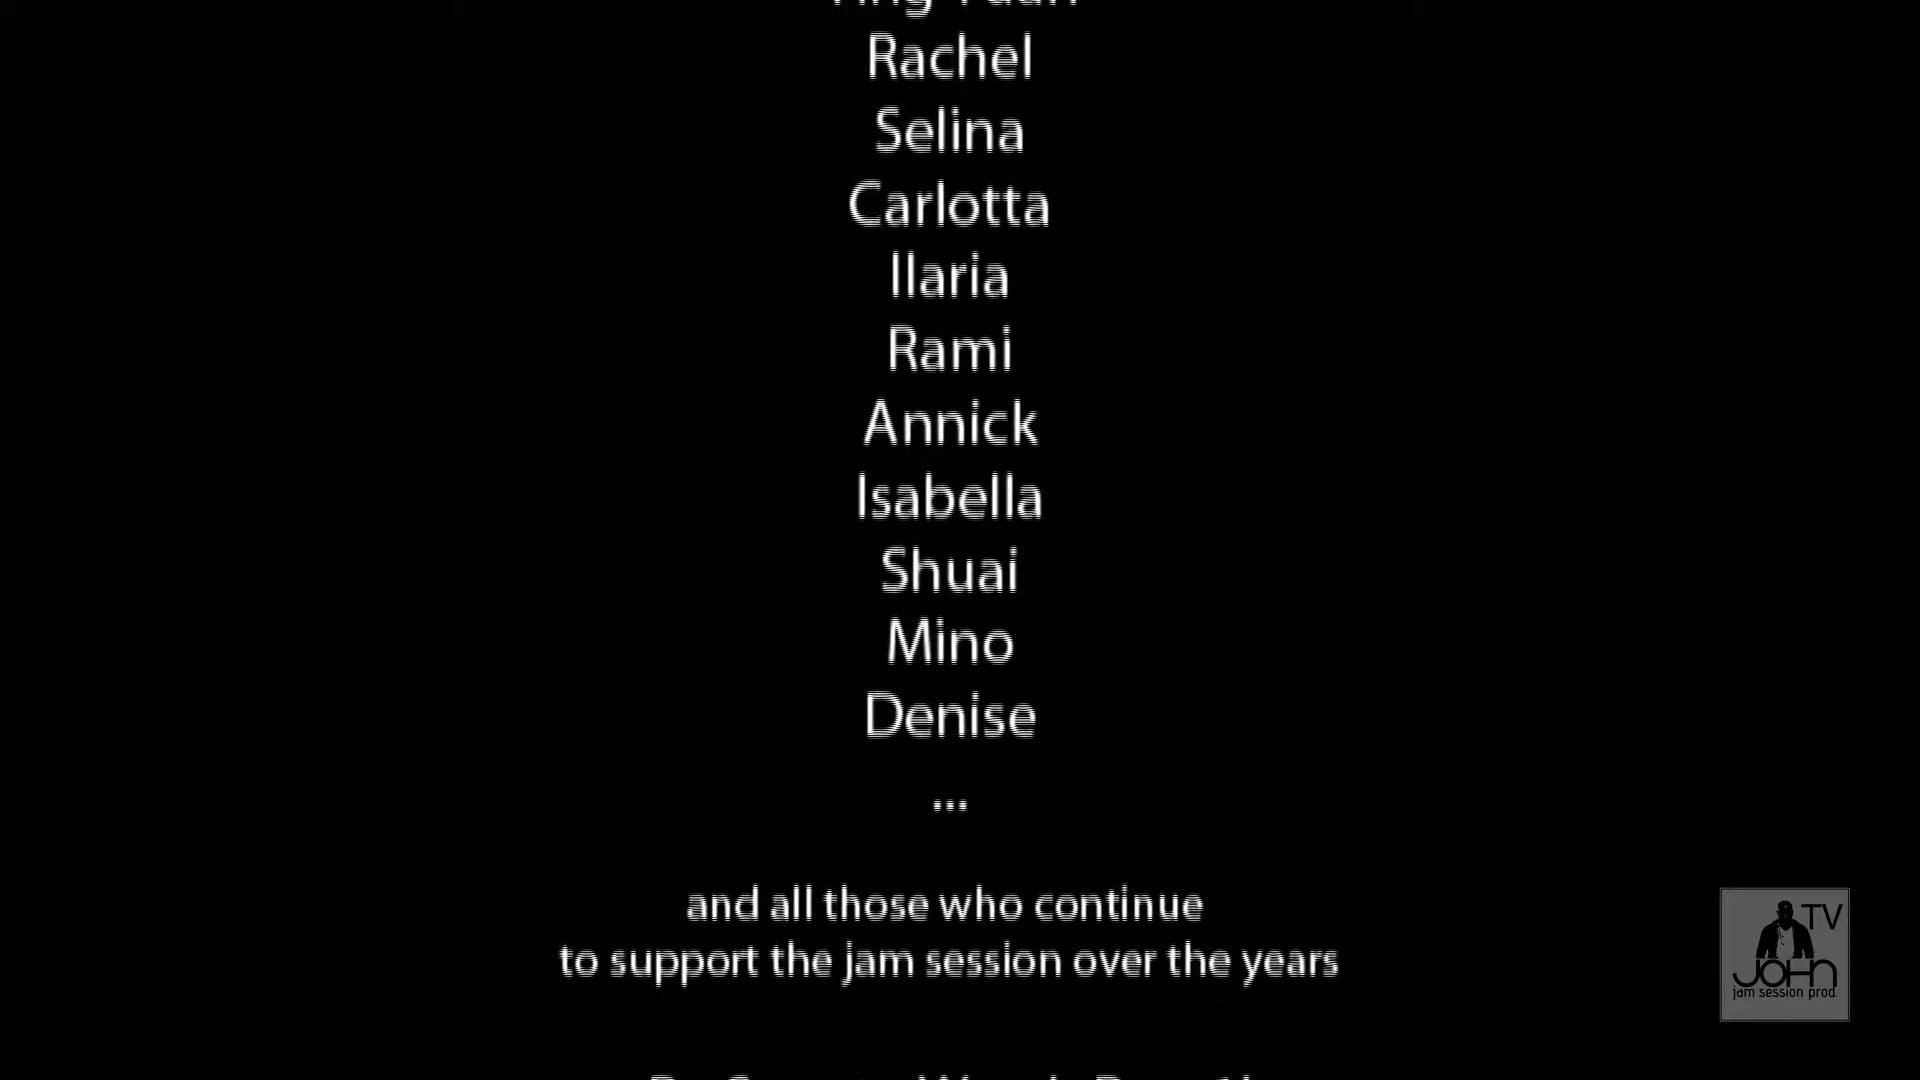 Rachel
Selina
Carlotta
Ilaria
Rami
Annick
Isabella
Shuai
Mino
Denise
...
and all those who continue
to support the jam session over the years
TV
JOHN
jam session prod.